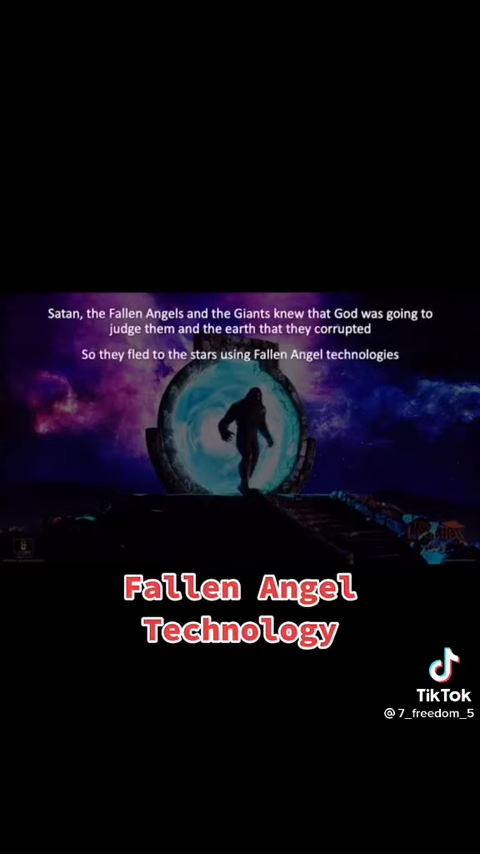 Satan, the Fallen Angels and the Giants knew that God was going to
judge them and the earth that they corrupted
So they fled to the stars using Fallen Angel technologies
Fallen Angel
Technology
TikTok
@7_freedom_5